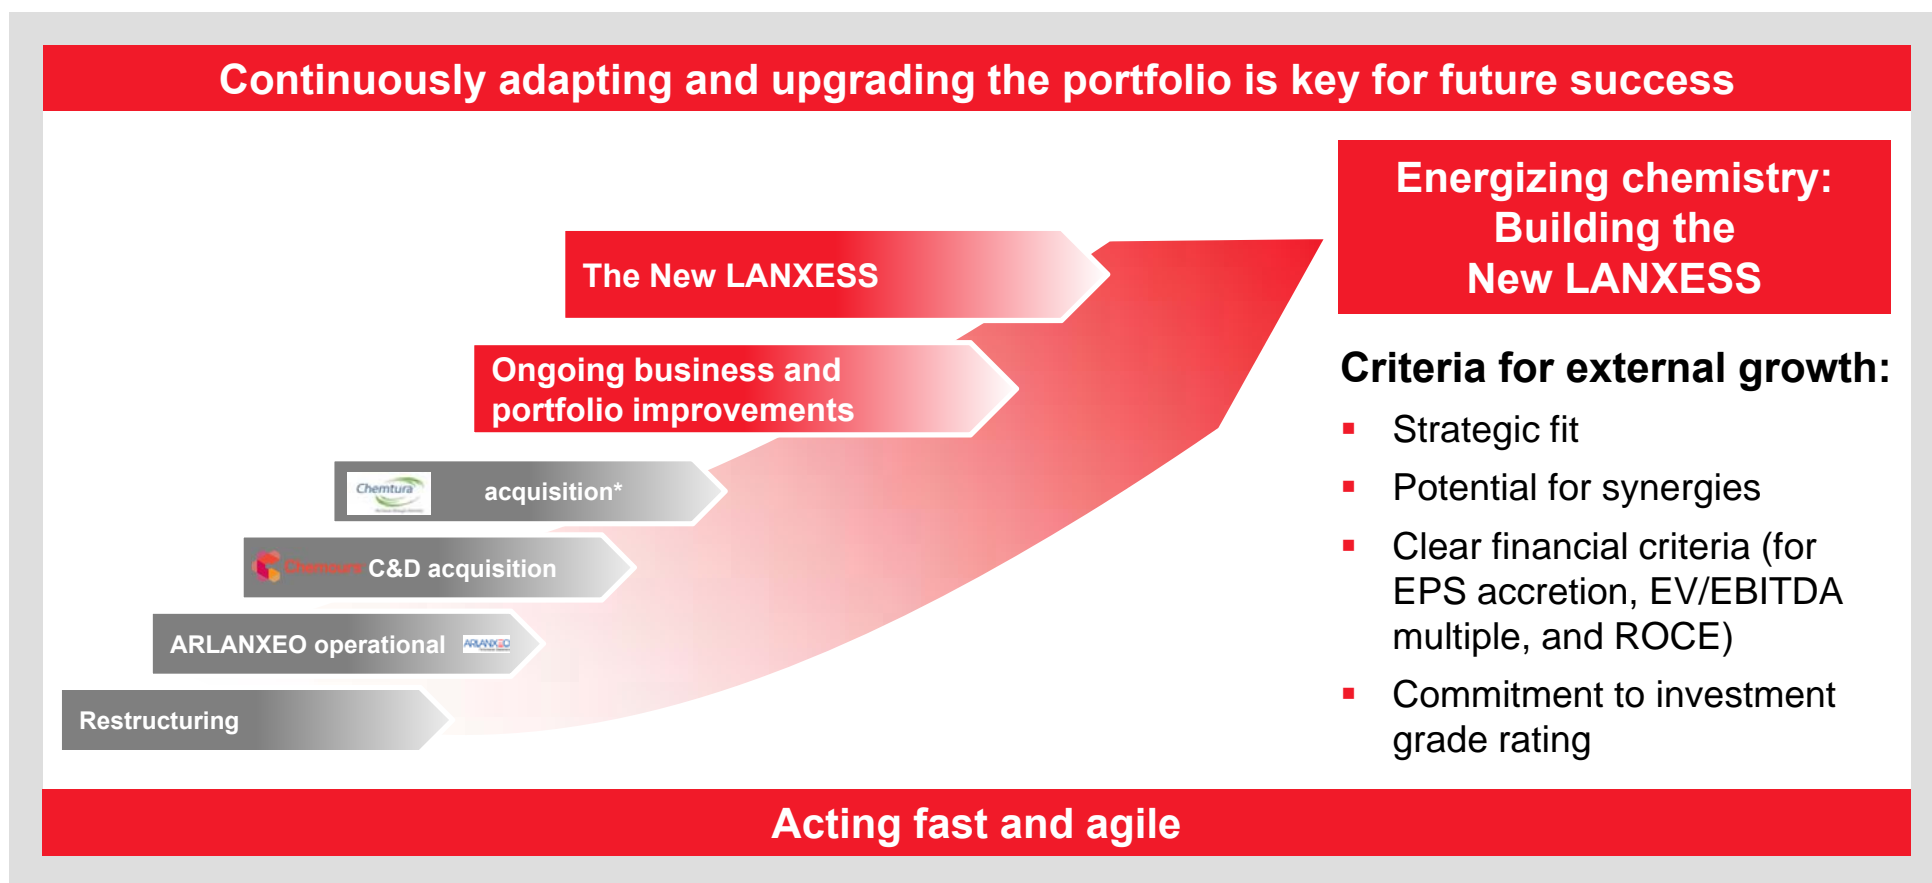 Continuously adapting and upgrading the portfolio is key for future success
Energizing chemistry:
Building the
New LANXESS
The New LANXESS
Ongoing business and
portfolio improvements
Chemtura acquisition*
Chemours C&D acquisition
ARLANXEO operational ARLANXEO
Restructuring
Criteria for external growth:
▪ Strategic fit
▪ Potential for synergies
▪ Clear financial criteria (for
EPS accretion, EV/EBITDA
multiple, and ROCE)
▪ Commitment to investment
grade rating
Acting fast and agile